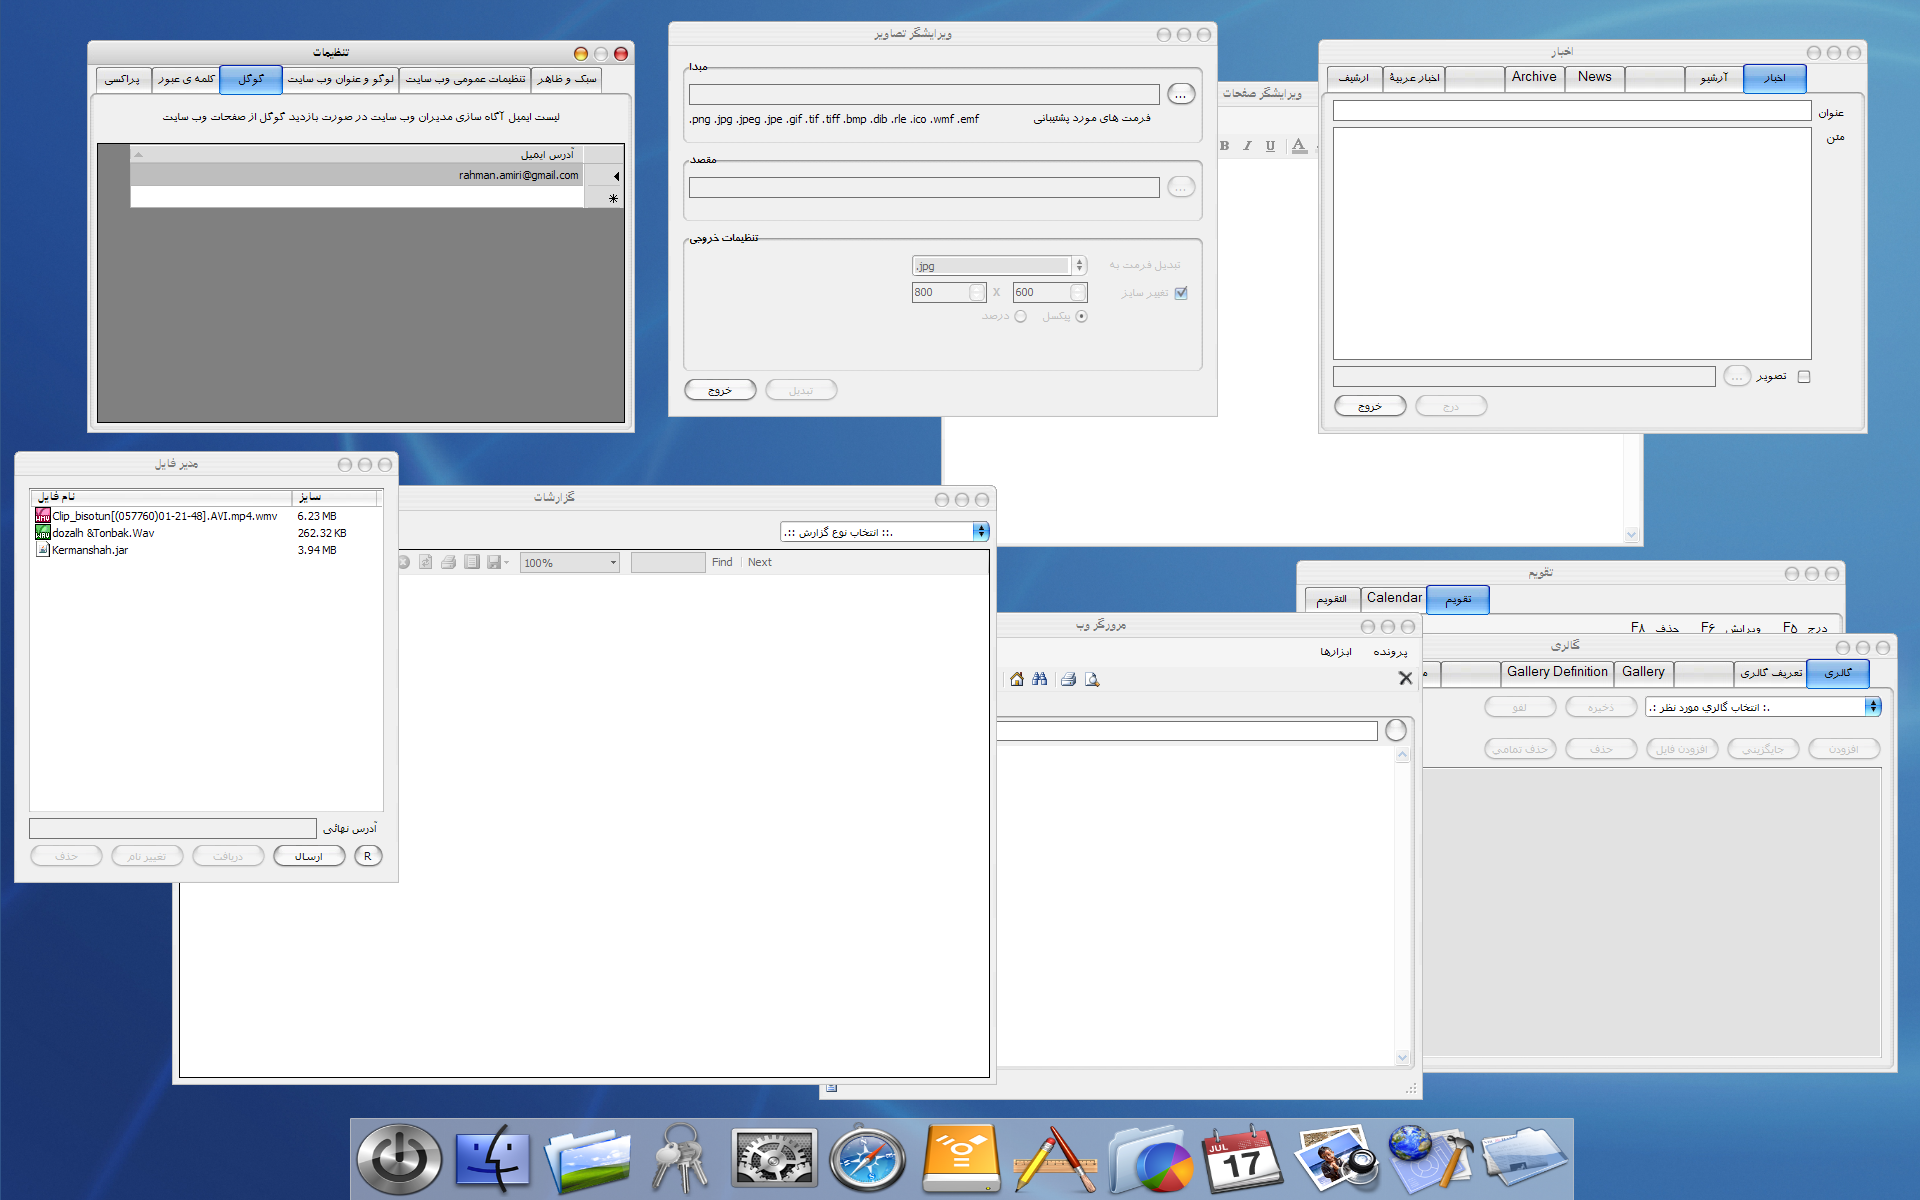 تنظیمات
سبک و ظاهر
تنظیمات عمومی وب سایت
لوگو و عنوان وب سایت
گوگل
کلمه ی عبور
پراکسی
لیست ایمیل آگاه سازی مدیران وب سایت در صورت بازدید گوگل از صفحات وب سایت
آدرس ایمیل
rahman.amiri@gmail.com
ویرایشگر تصاویر
مبدا
...
فرمت های مورد پشتیبانی
.png .jpg .jpeg .jpe .gif .tif .tiff .bmp .dib .rle .ico .wmf .emf
مقصد
...
تنظیمات خروجی
تبدیل فرمت به
.jpg
تغییر سایز
800 X 600
پیکسل
درصد
تبدیل
خروج
ویرایشگر صفحات
B I U A
اخبار
اخبار
آرشیو
News
Archive
اخبار عربیة
ارشیف
عنوان
متن
تصویر
...
درج
خروج
مدیر فایل
نام فایل
سایز
Clip_bisotun[(057760)01-21-48].AVI.mp4.wmv 6.23 MB
dozalh &Tonbak.Wav 262.32 KB
Kermanshah.jar 3.94 MB
آدرس نهائی
R
ارسال
دریافت
تغییر نام
حذف
گزارشات
.:: انتخاب نوع گزارش ::.
100%
Find
Next
مرورگر وب
پرونده
ابزارها
تقویم
تقویم
Calendar
التقویم
درج F۵
ویرایش F۶
حذف F۸
گالری
گالری
تعریف گالری
Gallery
Gallery Definition
.: انتخاب گالري مورد نظر :.
ذخیره
لغو
افزودن
جایگزینی
افزودن فایل
حذف
حذف تمامی
JUL
17